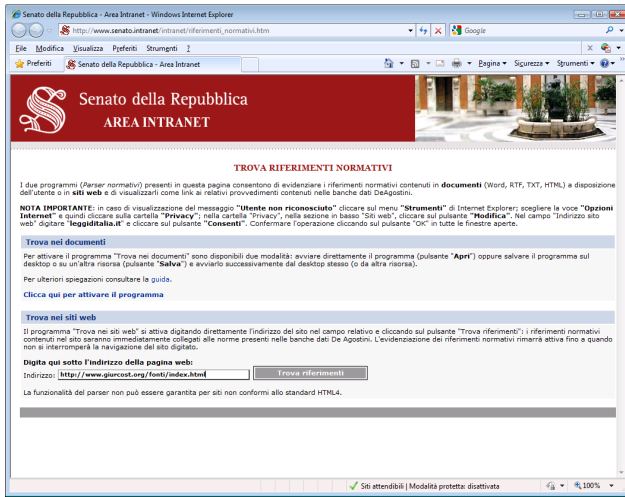 Senato della Repubblica - Area Intranet - Windows Internet Explorer
http://www.senato.intranet/intranet/riferimenti_normativi.htm
Google
File Modifica Visualizza Preferiti Strumenti ?
Preferiti Senato della Repubblica - Area Intranet Pagina Sicurezza Strumenti
Senato della Repubblica
AREA INTRANET
TROVA RIFERIMENTI NORMATIVI
I due programmi (Parser normativi) presenti in questa pagina consentono di evidenziare i riferimenti normativi contenuti in documenti (Word, RTF, TXT, HTML) a disposizione
dell'utente o in siti web e di visualizzarli come link ai relativi provvedimenti contenuti nelle banche dati DeAgostini.
NOTA IMPORTANTE: in caso di visualizzazione del messaggio "Utente non riconosciuto" cliccare sul menu "Strumenti" di Internet Explorer; scegliere la voce "Opzioni
Internet" e quindi cliccare sulla cartella "Privacy"; nella cartella "Privacy", nella sezione in basso "Siti web", cliccare sul pulsante "Modifica". Nel campo "Indirizzo sito
web" digitare "leggiditalia.it" e cliccare sul pulsante "Consenti". Confermare l'operazione cliccando sul pulsante "OK" in tutte le finestre aperte.
Trova nei documenti
Per attivare il programma "Trova nei documenti" sono disponibili due modalità: avviare direttamente il programma (pulsante "Apri") oppure salvare il programma sul
desktop o su un'altra risorsa (pulsante "Salva") e avviarlo successivamente dal desktop stesso (o da altra risorsa).
Per ulteriori spiegazioni consultare la guida.
Clicca qui per attivare il programma
Trova nei siti web
Il programma "Trova nei siti web" si attiva digitando direttamente l'indirizzo del sito nel campo relativo e cliccando sul pulsante "Trova riferimenti": i riferimenti normativi
contenuti nel sito saranno immediatamente collegati alle norme presenti nelle banche dati De Agostini. L'evidenziazione dei riferimenti normativi rimarrà attiva fino a quando
non si interromperà la navigazione del sito digitato.
Digita qui sotto l'indirizzo della pagina web:
Indirizzo: http://www.giurcost.org/fonti/index.html Trova riferimenti
La funzionalità del parser non può essere garantita per siti non conformi allo standard HTML4.
Siti attendibili | Modalità protetta: disattivata 100%